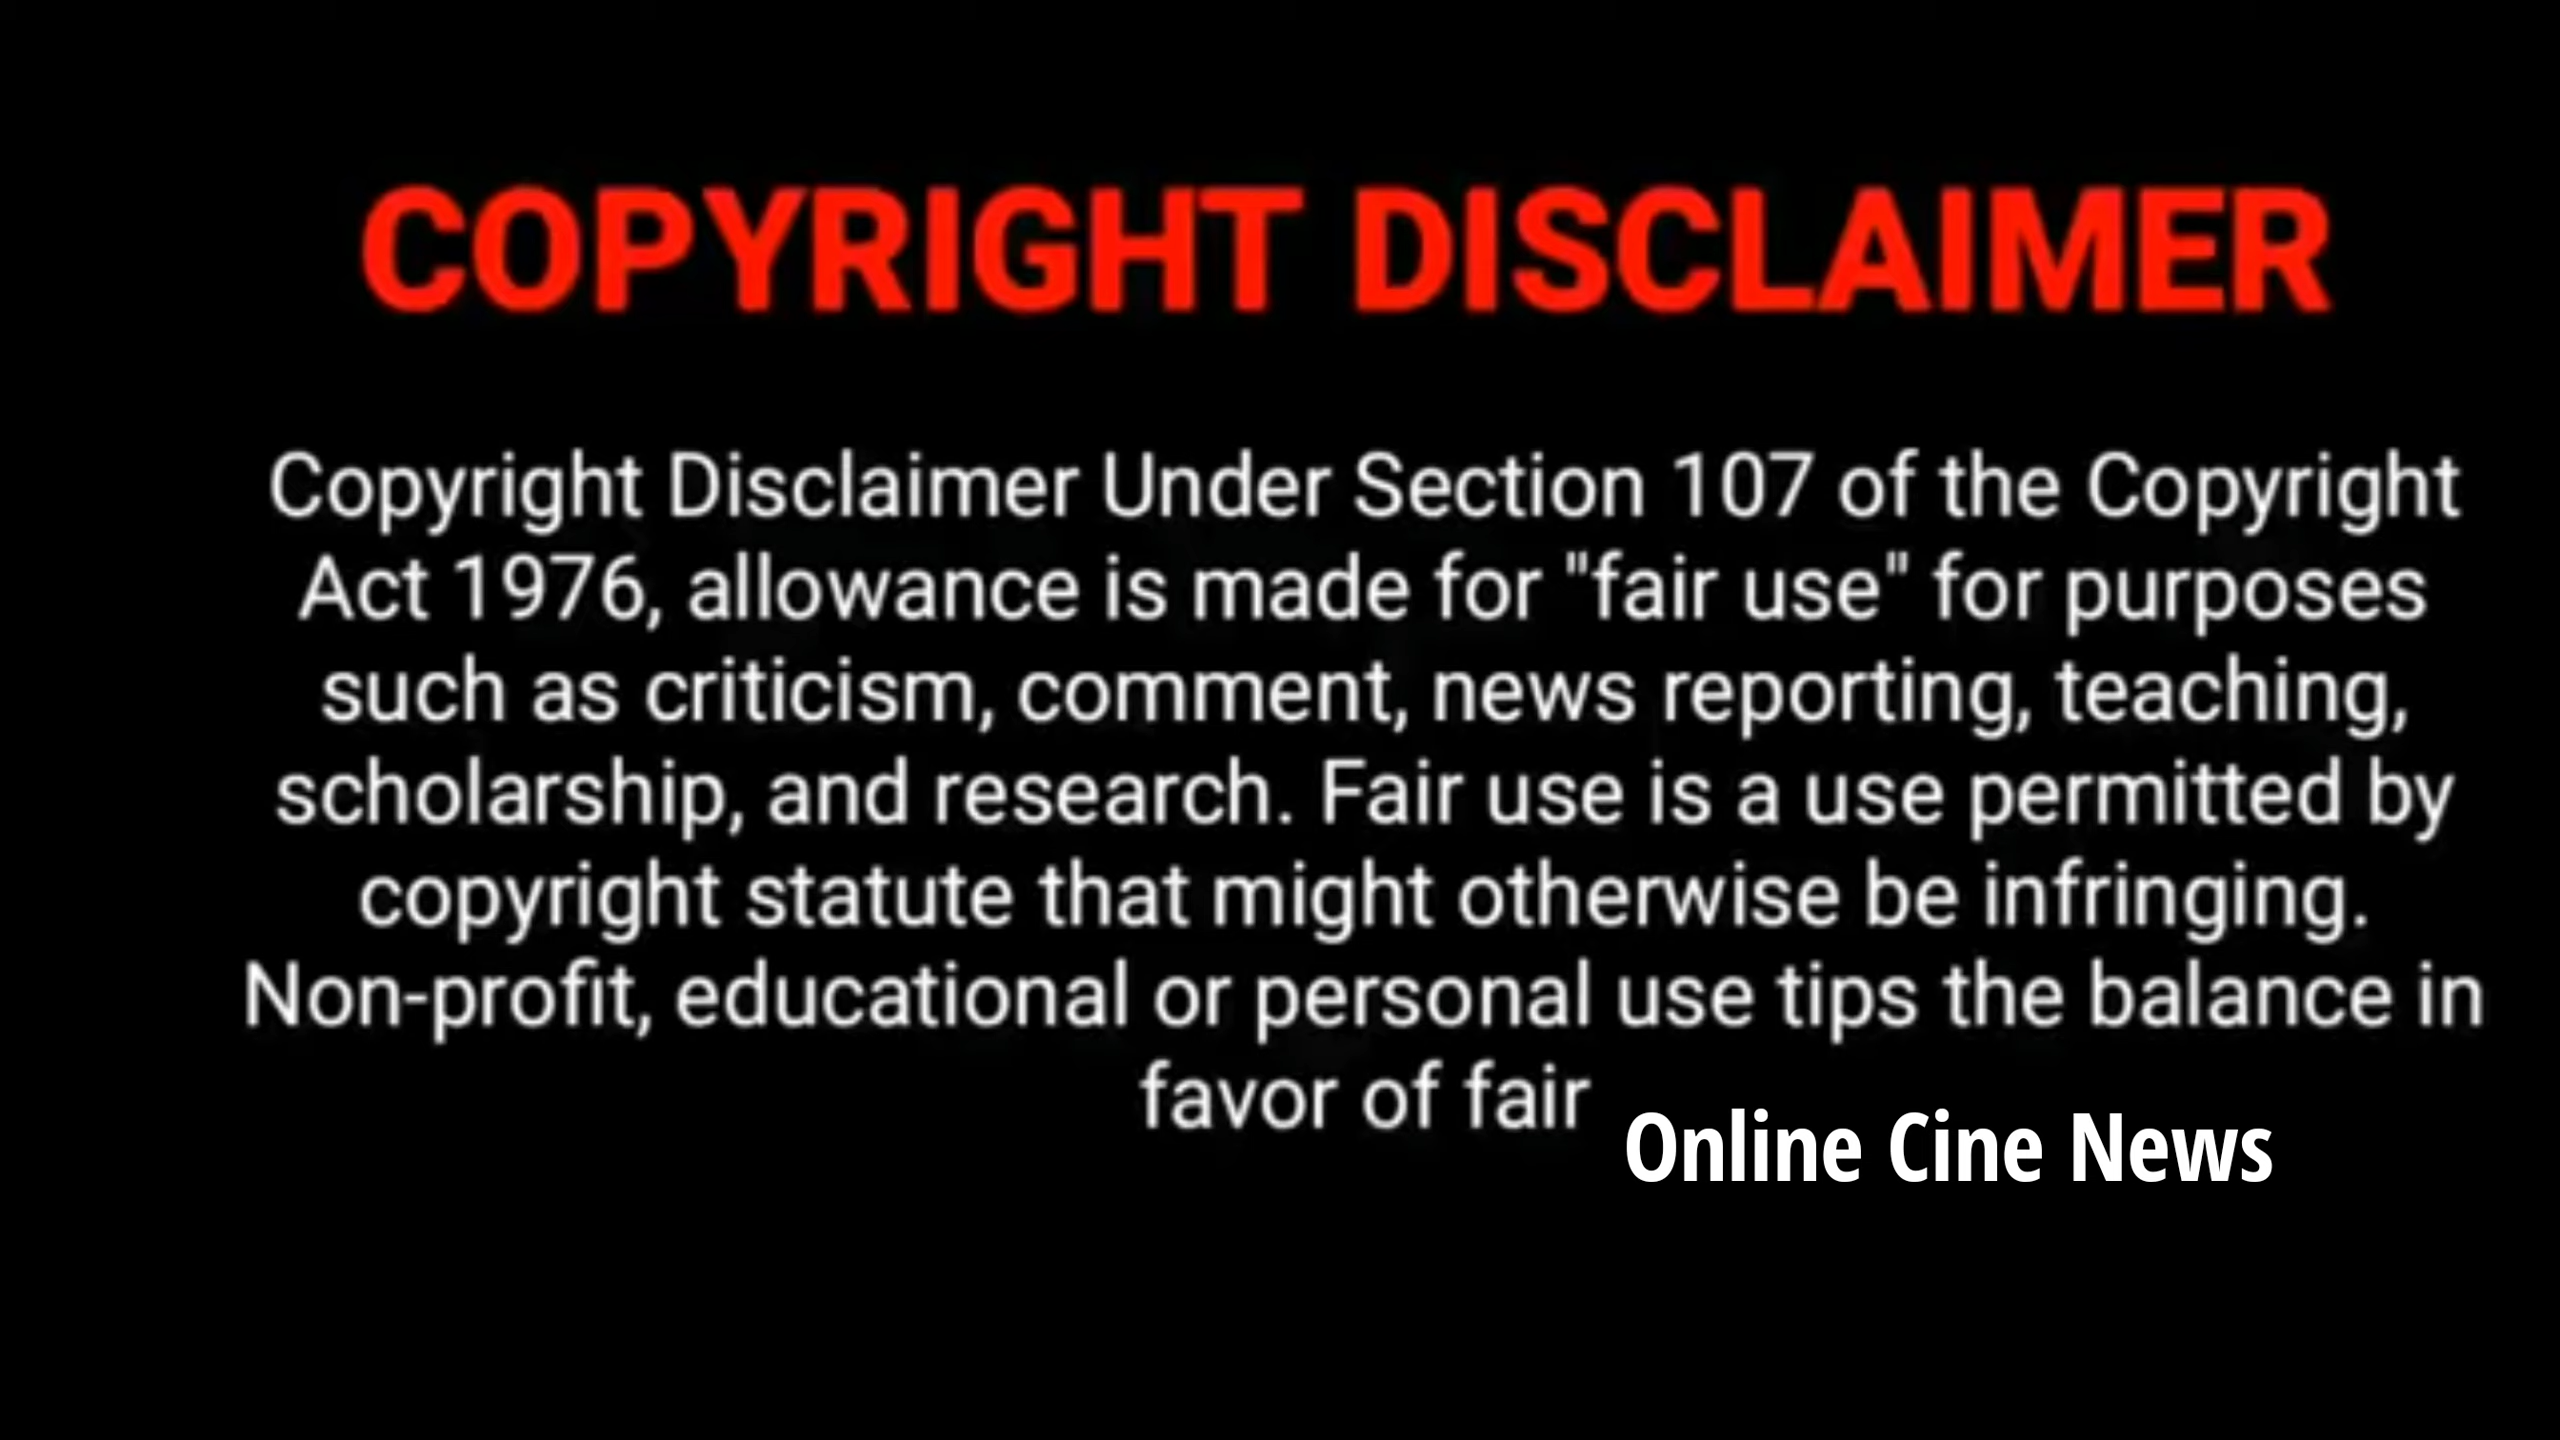 COPYRIGHT DISCLAIMER
Copyright Disclaimer Under Section 107 of the Copyright
Act 1976, allowance is made for "fair use" for purposes
such as criticism, comment, news reporting, teaching,
scholarship, and research. Fair use is a use permitted by
copyright statute that might otherwise be infringing.
Non-profit, educational or personal use tips the balance in
favor of fair
Online Cine News